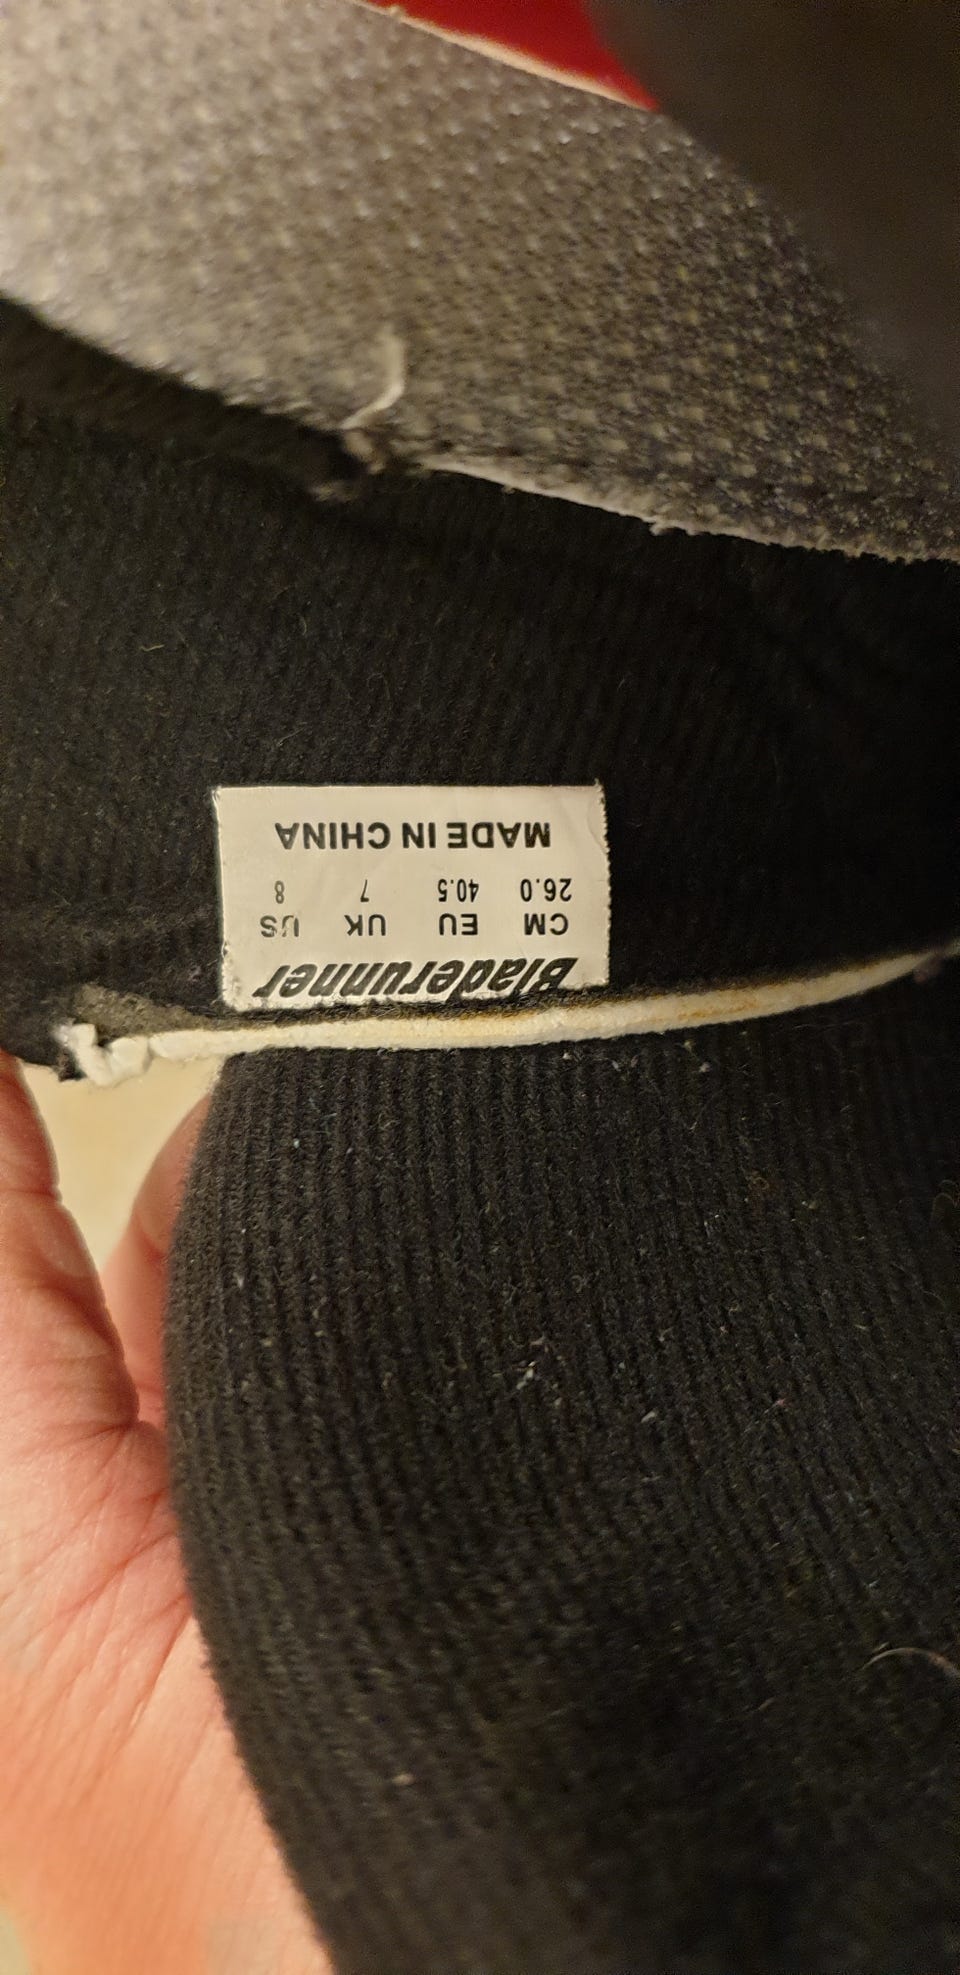 Bladerunner
CM EU UK US
26.0 40.5 7 8
MADE IN CHINA